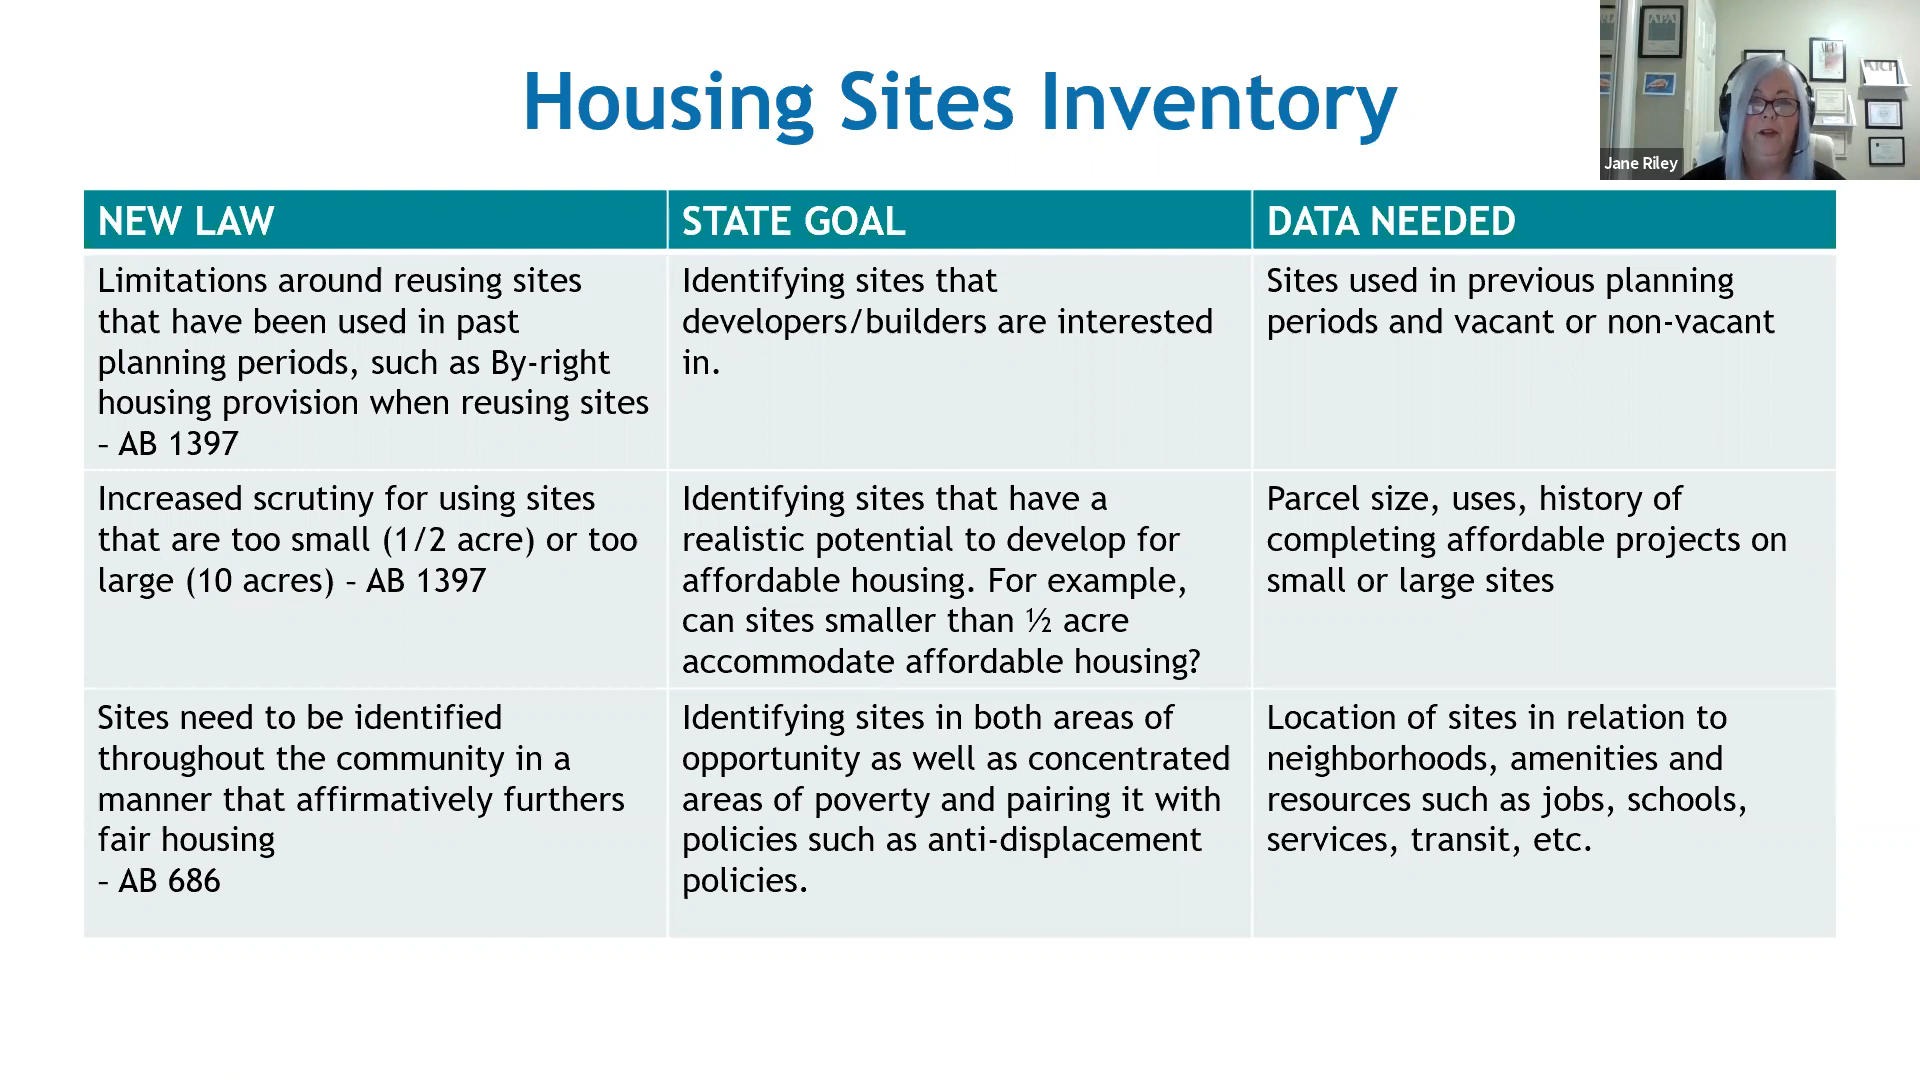 Housing Sites Inventory
APA
AICP
Jane Riley
NEW LAW
STATE GOAL
DATA NEEDED
Limitations around reusing sites
that have been used in past
planning periods, such as By-right
housing provision when reusing sites
– AB 1397
Identifying sites that
developers/builders are interested
in.
Sites used in previous planning
periods and vacant or non-vacant
Increased scrutiny for using sites
that are too small (1/2 acre) or too
large (10 acres) – AB 1397
Identifying sites that have a
realistic potential to develop for
affordable housing. For example,
can sites smaller than ½ acre
accommodate affordable housing?
Parcel size, uses, history of
completing affordable projects on
small or large sites
Sites need to be identified
throughout the community in a
manner that affirmatively furthers
fair housing
– AB 686
Identifying sites in both areas of
opportunity as well as concentrated
areas of poverty and pairing it with
policies such as anti-displacement
policies.
Location of sites in relation to
neighborhoods, amenities and
resources such as jobs, schools,
services, transit, etc.